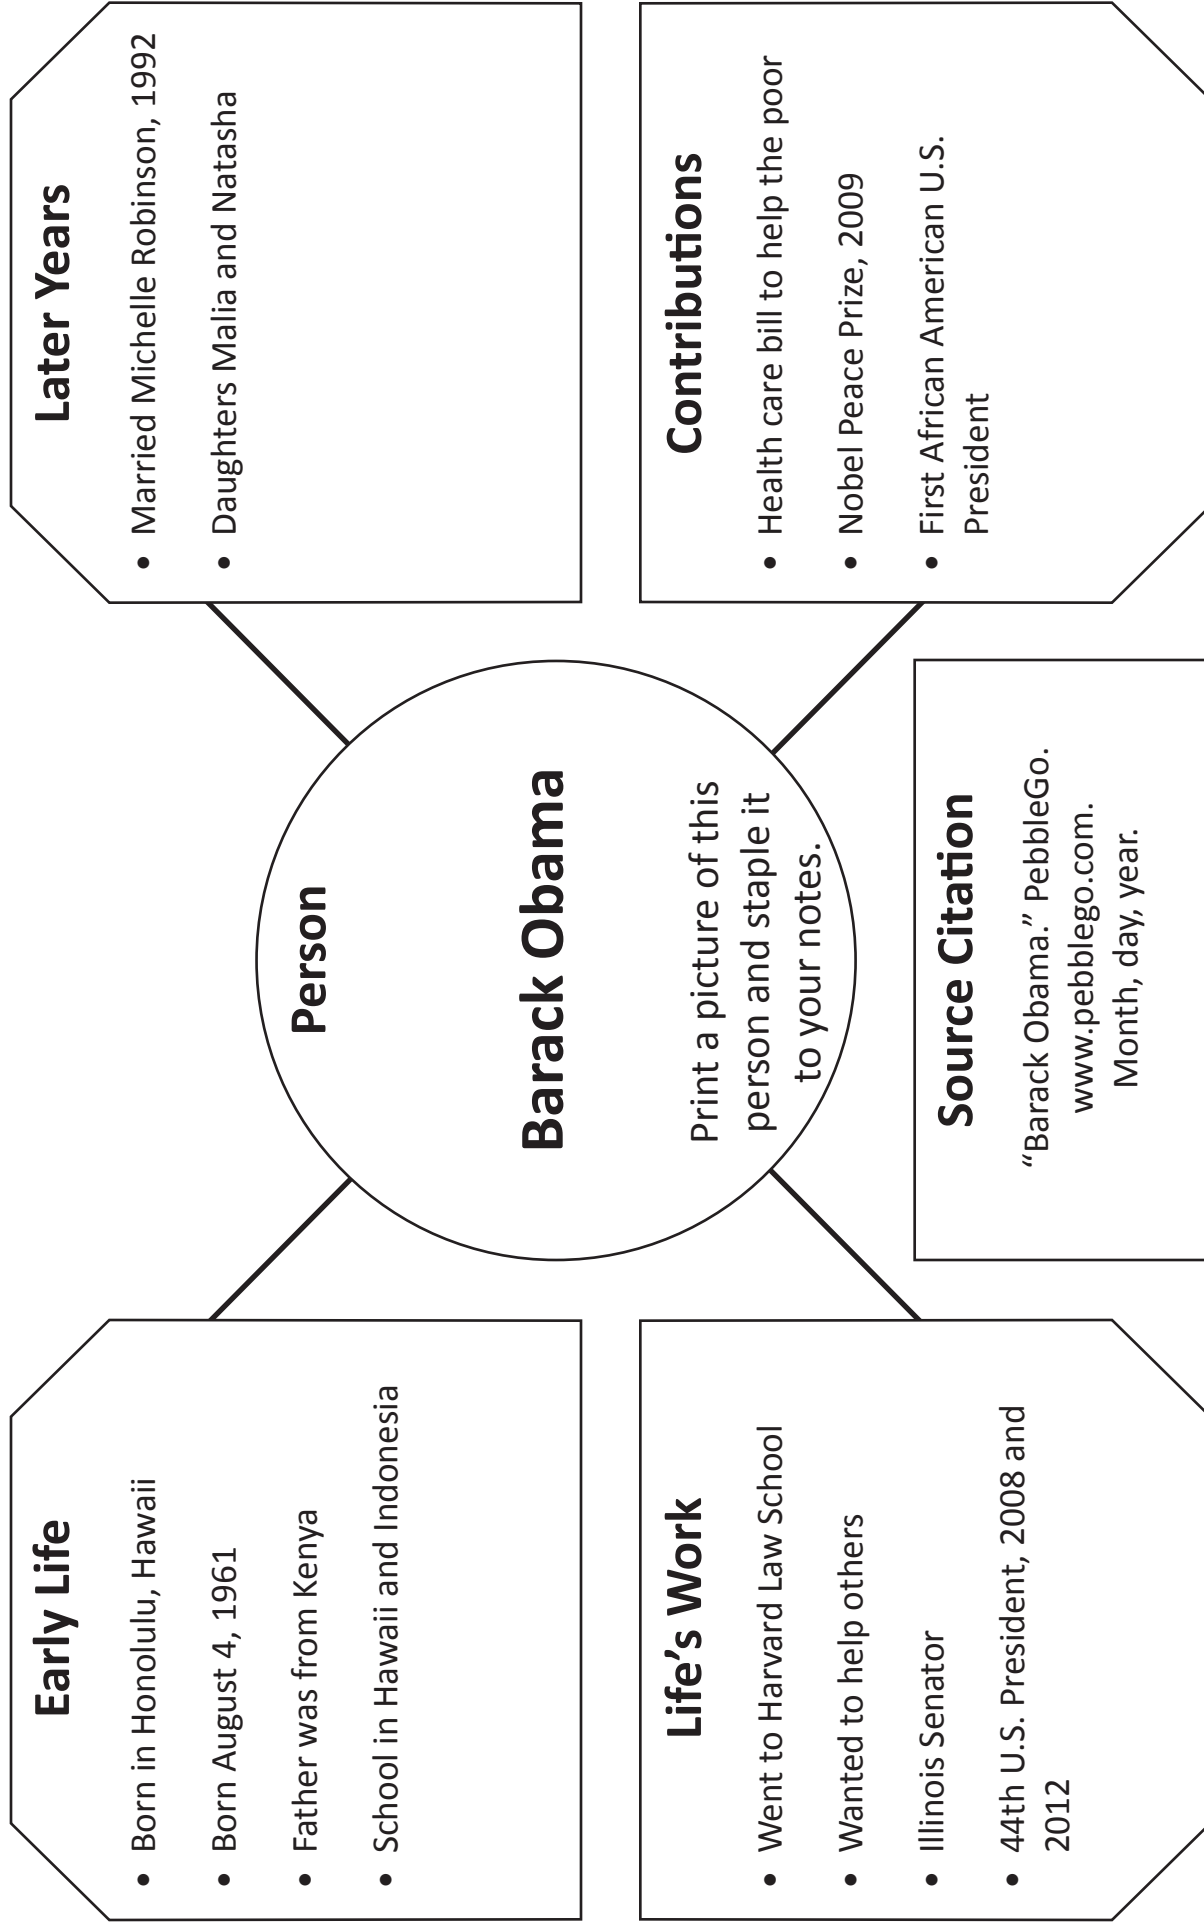 Early Life
• Born in Honolulu, Hawaii
• Born August 4, 1961
• Father was from Kenya
• School in Hawaii and Indonesia
Later Years
• Married Michelle Robinson, 1992
• Daughters Malia and Natasha
Person
Barack Obama
Print a picture of this
person and staple it
to your notes.
Life’s Work
• Went to Harvard Law School
• Wanted to help others
• Illinois Senator
• 44th U.S. President, 2008 and
2012
Contributions
• Health care bill to help the poor
• Nobel Peace Prize, 2009
• First African American U.S.
President
Source Citation
“Barack Obama.” PebbleGo.
www.pebblego.com.
Month, day, year.